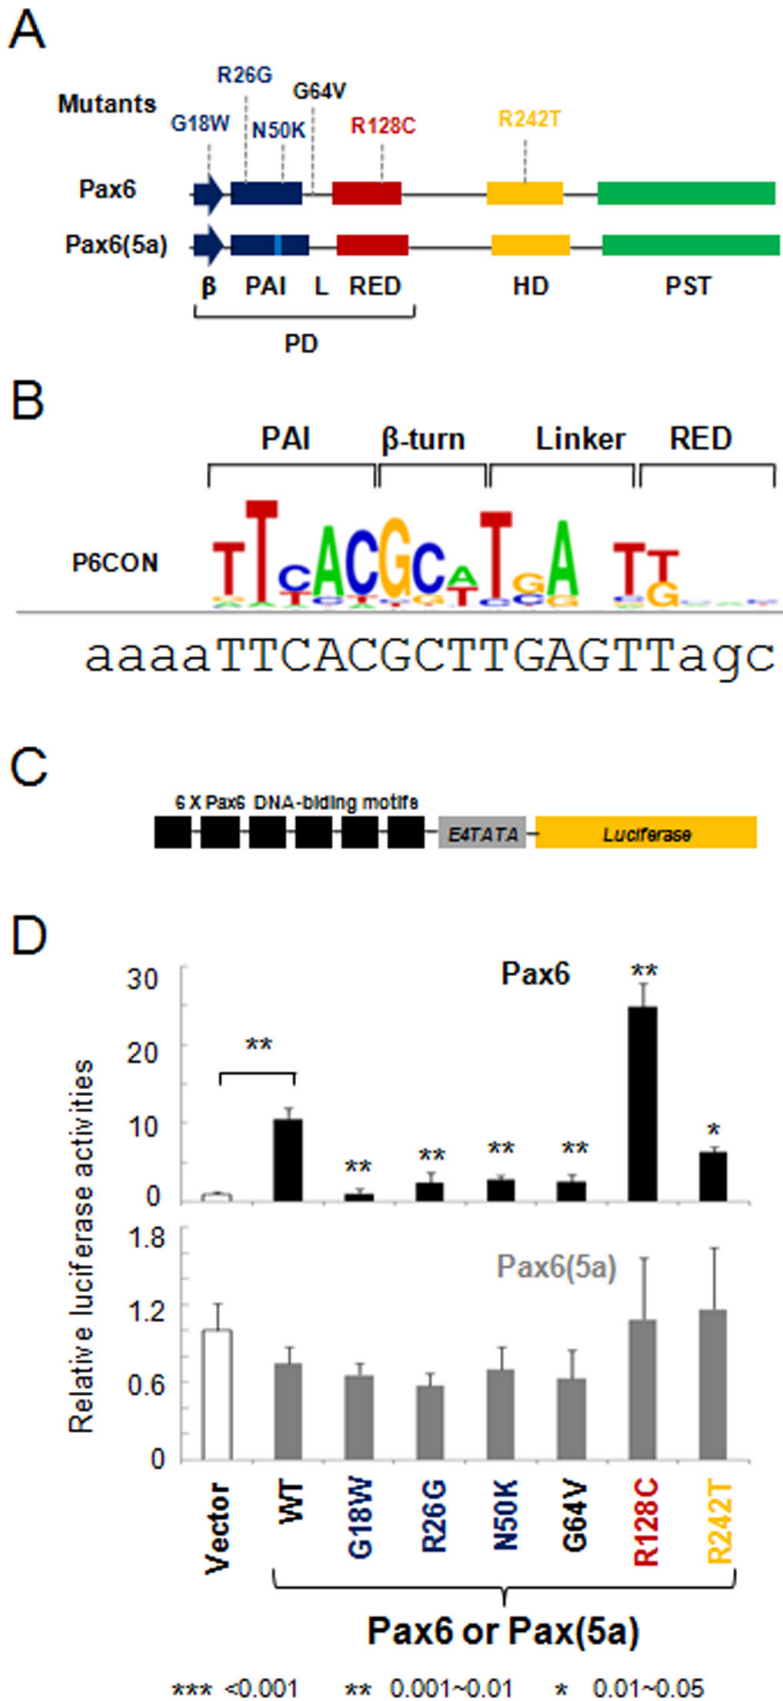 A
Mutants
R26G
G64V
G18W
N50K
R128C
R242T
Pax6
Pax6(5a)
β PAI L RED HD PST
PD
B
PAI β-turn Linker RED
P6CON
TTCACGCATGA TT
aaaaTTCACGCTTGAGTTagc
C
6 X Pax6 DNA-biding motifs
E4TATA
Luciferase
D
Relative luciferase activities
30
20
10
0
Pax6
**
**
**
**
**
**
*
1.8
1.2
0.6
0
Pax6(5a)
Vector
WT
G18W
R26G
N50K
G64V
R128C
R242T
Pax6 or Pax(5a)
*** <0.001 ** 0.001~0.01 * 0.01~0.05